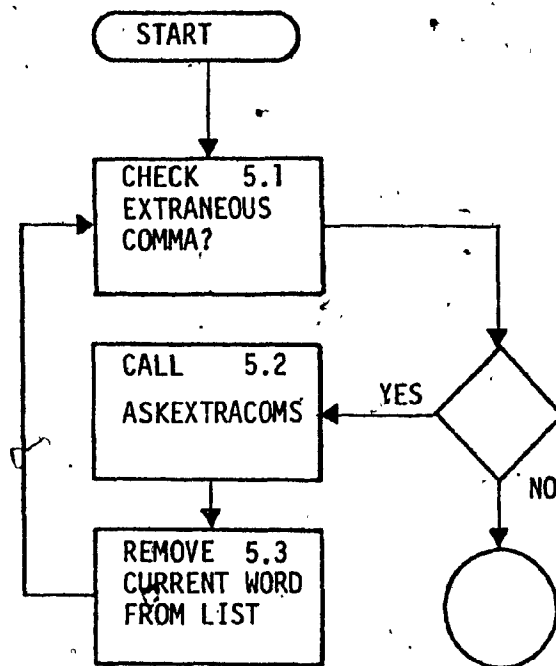 START
CHECK 5.1
EXTRANEOUS
COMMA?
CALL 5.2
ASKEXTRACOMS
YES
NO
REMOVE 5.3
CURRENT WORD
FROM LIST